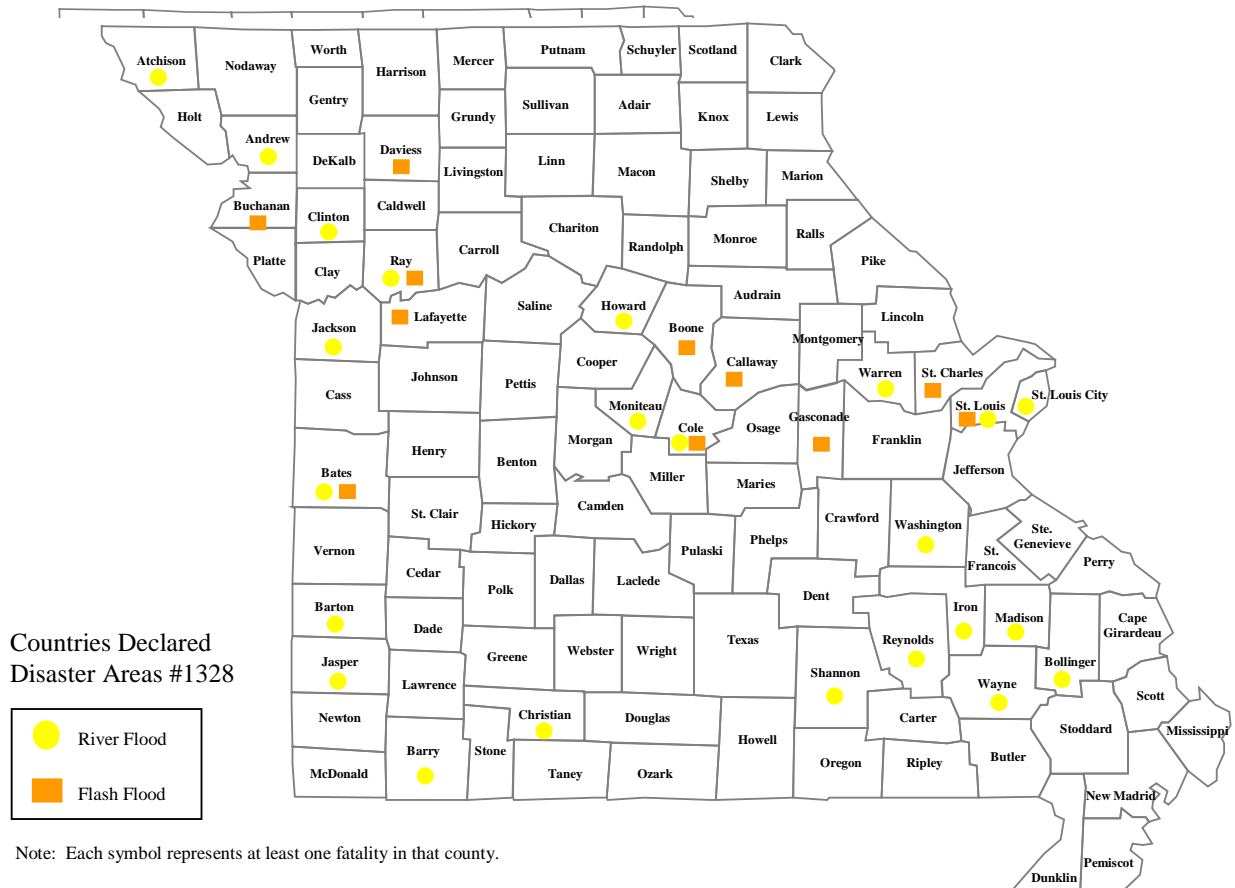 Worth
Putnam
Schuyler
Scotland
Atchison
Nodaway
Harrison
Mercer
Clark
Gentry
Sullivan
Adair
Holt
Grundy
Knox
Lewis
Andrew
DeKalb
Daviess
Livingston
Linn
Macon
Shelby
Marion
Buchanan
Clinton
Caldwell
Chariton
Randolph
Monroe
Ralls
Platte
Clay
Ray
Carroll
Pike
Audrain
Jackson
Lafayette
Saline
Howard
Boone
Lincoln
Montgomery
Cooper
Callaway
Warren
St. Charles
Cass
Johnson
Pettis
St. Louis City
Moniteau
Cole
Gasconade
St. Louis
Morgan
Osage
Franklin
Henry
Benton
Bates
Miller
Maries
Jefferson
St. Clair
Hickory
Camden
Crawford
Washington
Ste.
Genevieve
Vernon
Pulaski
Phelps
St.
Francois
Perry
Cedar
Polk
Dallas
Laclede
Dent
Barton
Dade
Iron
Madison
Cape
Girardeau
Texas
Reynolds
Countries Declared
Disaster Areas #1328
Jasper
Lawrence
Greene
Webster
Wright
Shannon
Bollinger
Wayne
Scott
Newton
Christian
Douglas
Carter
Stoddard
Mississippi
River Flood
Barry
Stone
Howell
McDonald
Taney
Ozark
Oregon
Ripley
Butler
Flash Flood
New Madrid
Note: Each symbol represents at least one fatality in that county.
Pemiscot
Dunklin